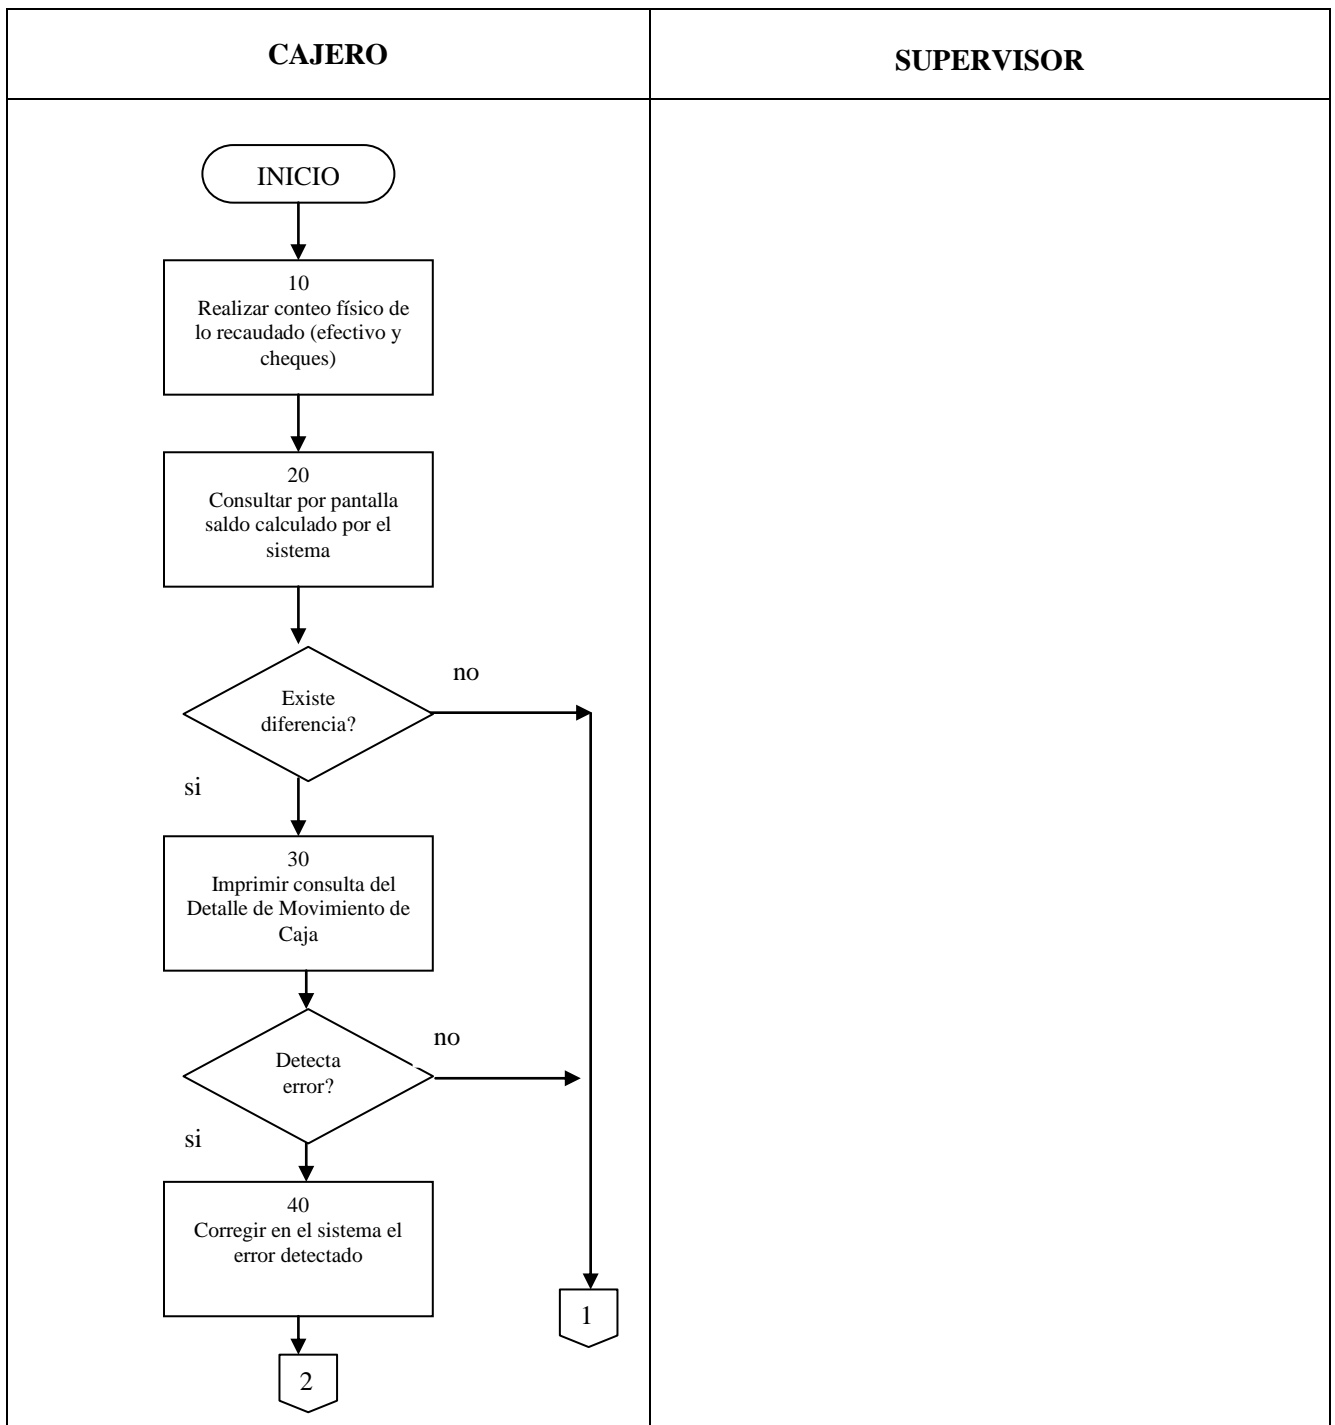 CAJERO
SUPERVISOR
INICIO
10
Realizar conteo físico de
lo recaudado (efectivo y
cheques)
20
Consultar por pantalla
saldo calculado por el
sistema
no
Existe
diferencia?
si
30
Imprimir consulta del
Detalle de Movimiento de
Caja
no
Detecta
error?
si
40
Corregir en el sistema el
error detectado
1
2